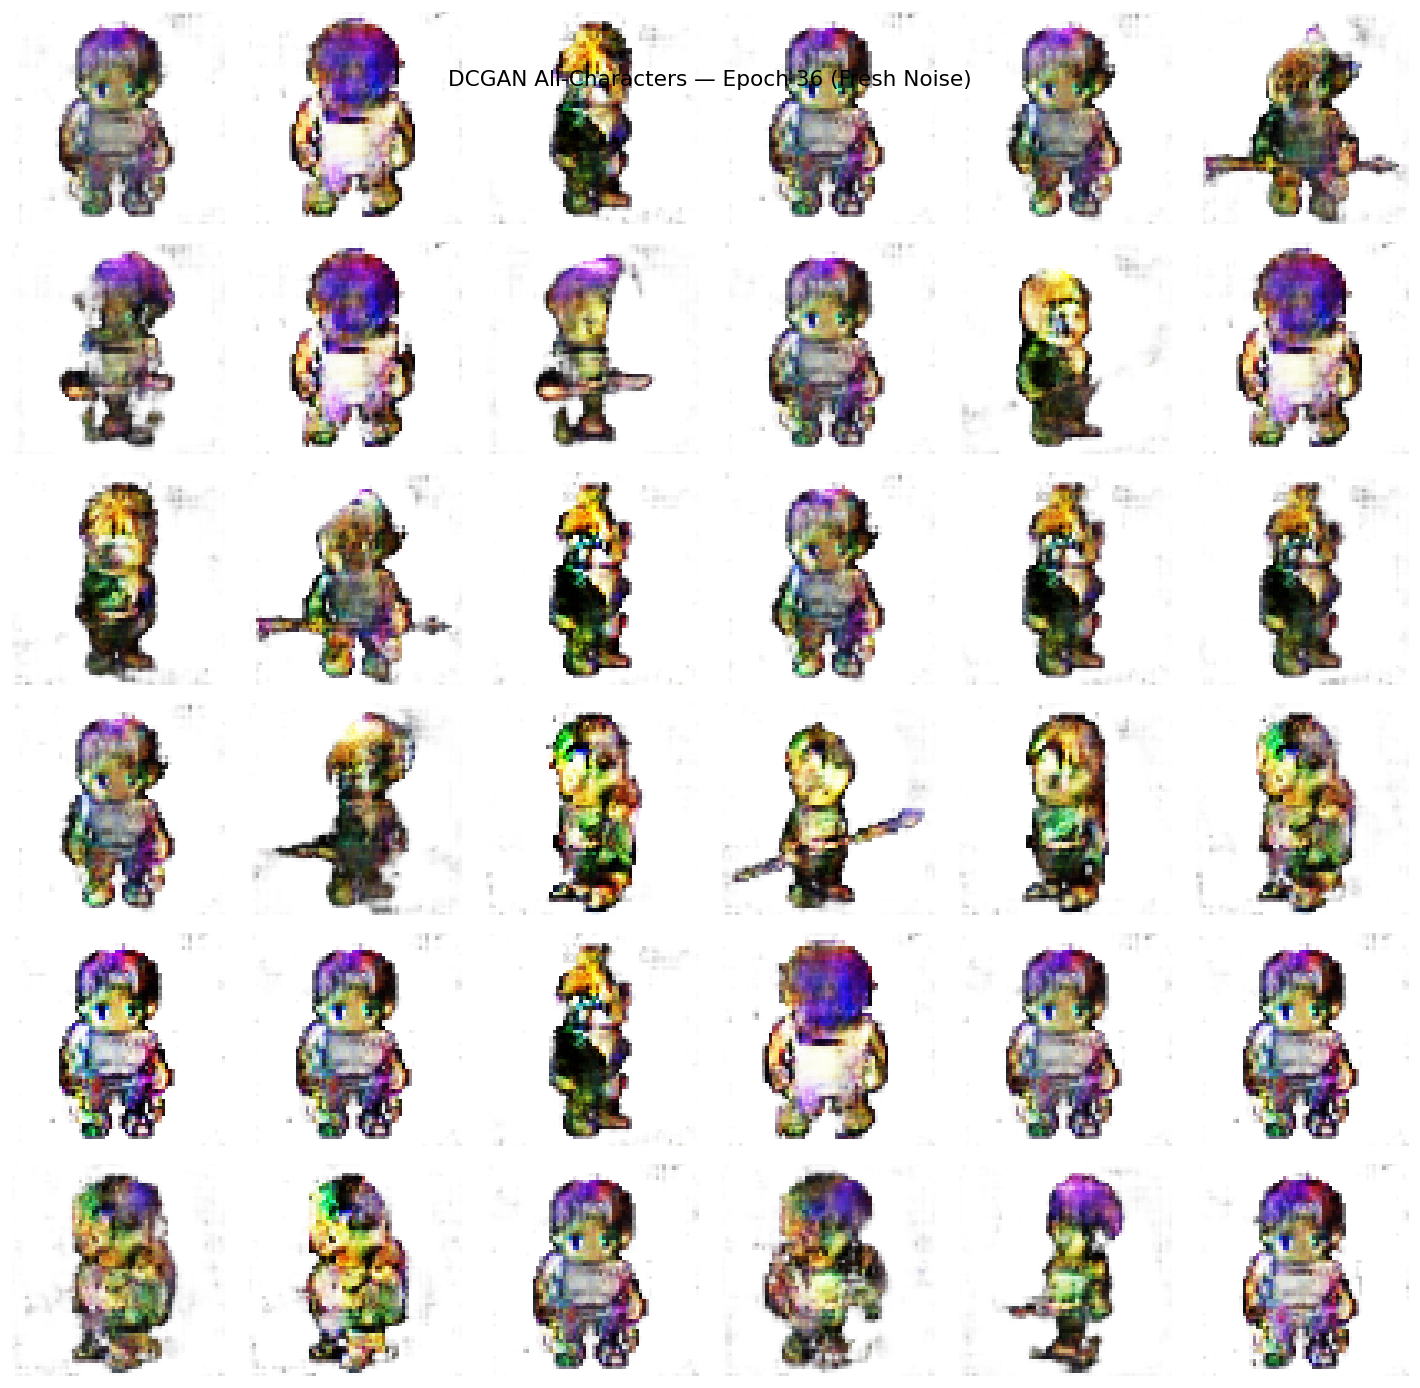 DCGAN All-Characters — Epoch 36 (Fresh Noise)